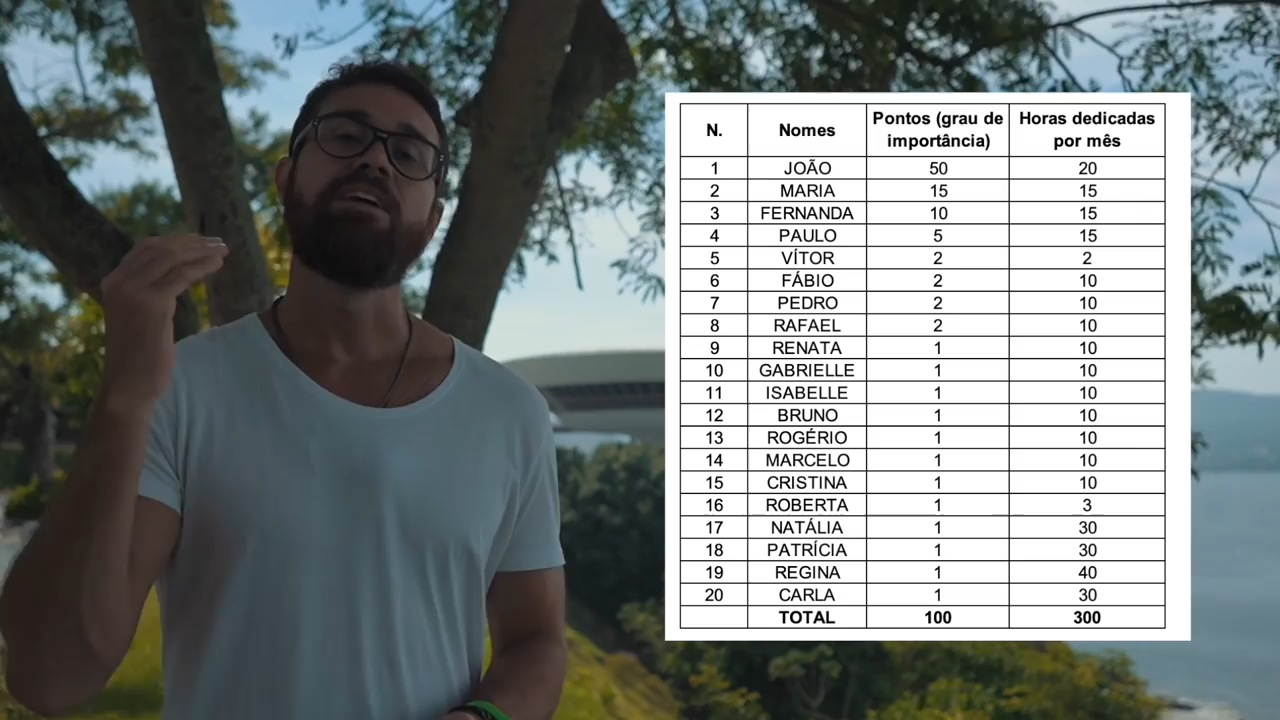 N. Nomes Pontos (grau de importância) Horas dedicadas por mês
1 JOÃO 50 20
2 MARIA 15 15
3 FERNANDA 10 15
4 PAULO 5 15
5 VÍTOR 2 2
6 FÁBIO 2 10
7 PEDRO 2 10
8 RAFAEL 2 10
9 RENATA 1 10
10 GABRIELLE 1 10
11 ISABELLE 1 10
12 BRUNO 1 10
13 ROGÉRIO 1 10
14 MARCELO 1 10
15 CRISTINA 1 10
16 ROBERTA 1 3
17 NATÁLIA 1 30
18 PATRÍCIA 1 30
19 REGINA 1 40
20 CARLA 1 30
TOTAL 100 300